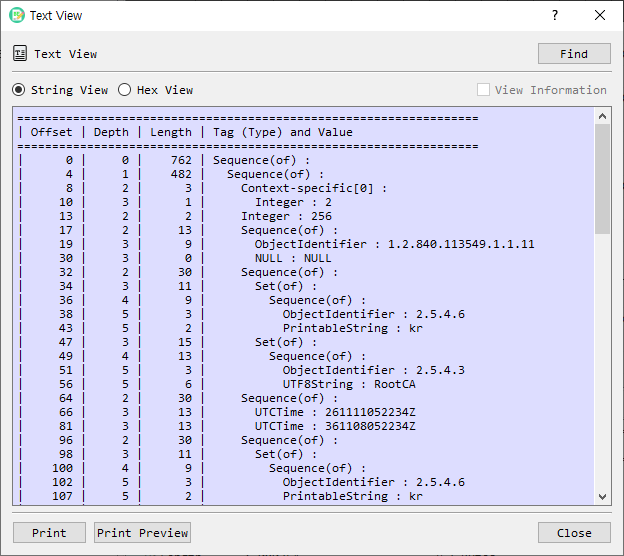 Text View
Text View
Find
String View
Hex View
View Information
==================================================================
| Offset | Depth | Length | Tag (Type) and Value
==================================================================
| 0 | 0 | 762 | Sequence(of) :
| 4 | 1 | 482 | Sequence(of) :
| 8 | 2 | 3 | Context-specific[0] :
| 10 | 3 | 1 | Integer : 2
| 13 | 2 | 2 | Integer : 256
| 17 | 2 | 13 | Sequence(of) :
| 19 | 3 | 9 | ObjectIdentifier : 1.2.840.113549.1.1.11
| 30 | 3 | 0 | NULL : NULL
| 32 | 2 | 30 | Sequence(of) :
| 34 | 3 | 11 | Set(of) :
| 36 | 4 | 9 | Sequence(of) :
| 38 | 5 | 3 | ObjectIdentifier : 2.5.4.6
| 43 | 5 | 2 | PrintableString : kr
| 47 | 3 | 15 | Set(of) :
| 49 | 4 | 13 | Sequence(of) :
| 51 | 5 | 3 | ObjectIdentifier : 2.5.4.3
| 56 | 5 | 6 | UTF8String : RootCA
| 64 | 2 | 30 | Sequence(of) :
| 66 | 3 | 13 | UTCTime : 261111052234Z
| 81 | 3 | 13 | UTCTime : 361108052234Z
| 96 | 2 | 30 | Sequence(of) :
| 98 | 3 | 11 | Set(of) :
| 100 | 4 | 9 | Sequence(of) :
| 102 | 5 | 3 | ObjectIdentifier : 2.5.4.6
| 107 | 5 | 2 | PrintableString : kr
Print
Print Preview
Close